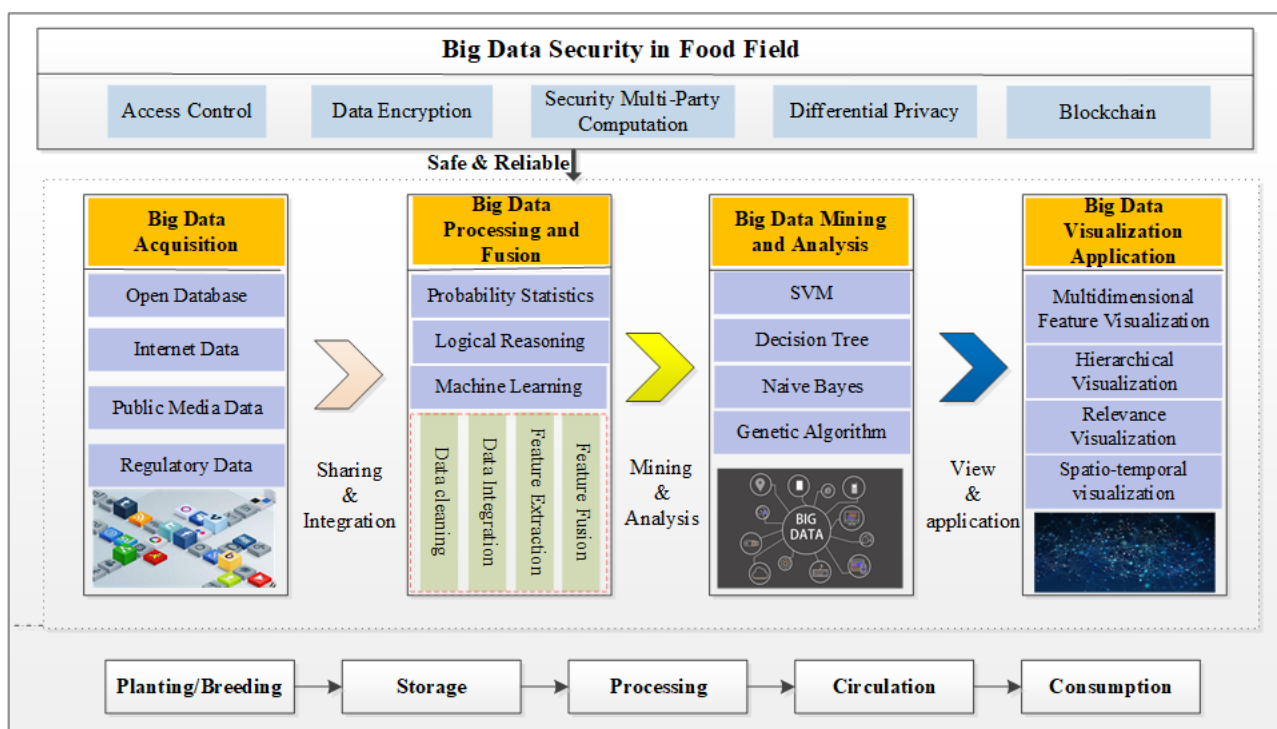 Big Data Security in Food Field
Access Control
Data Encryption
Security Multi-Party
Computation
Differential Privacy
Blockchain
Safe & Reliable
Big Data
Acquisition
Open Database
Internet Data
Public Media Data
Regulatory Data
Sharing
&
Integration
Big Data
Processing and
Fusion
Probability Statistics
Logical Reasoning
Machine Learning
Data cleaning
Data Integration
Feature Extraction
Feature Fusion
Mining
&
Analysis
Big Data Mining
and Analysis
SVM
Decision Tree
Naive Bayes
Genetic Algorithm
BIG
DATA
View
&
application
Big Data
Visualization
Application
Multidimensional
Feature Visualization
Hierarchical
Visualization
Relevance
Visualization
Spatio-temporal
visualization
Planting/Breeding
Storage
Processing
Circulation
Consumption